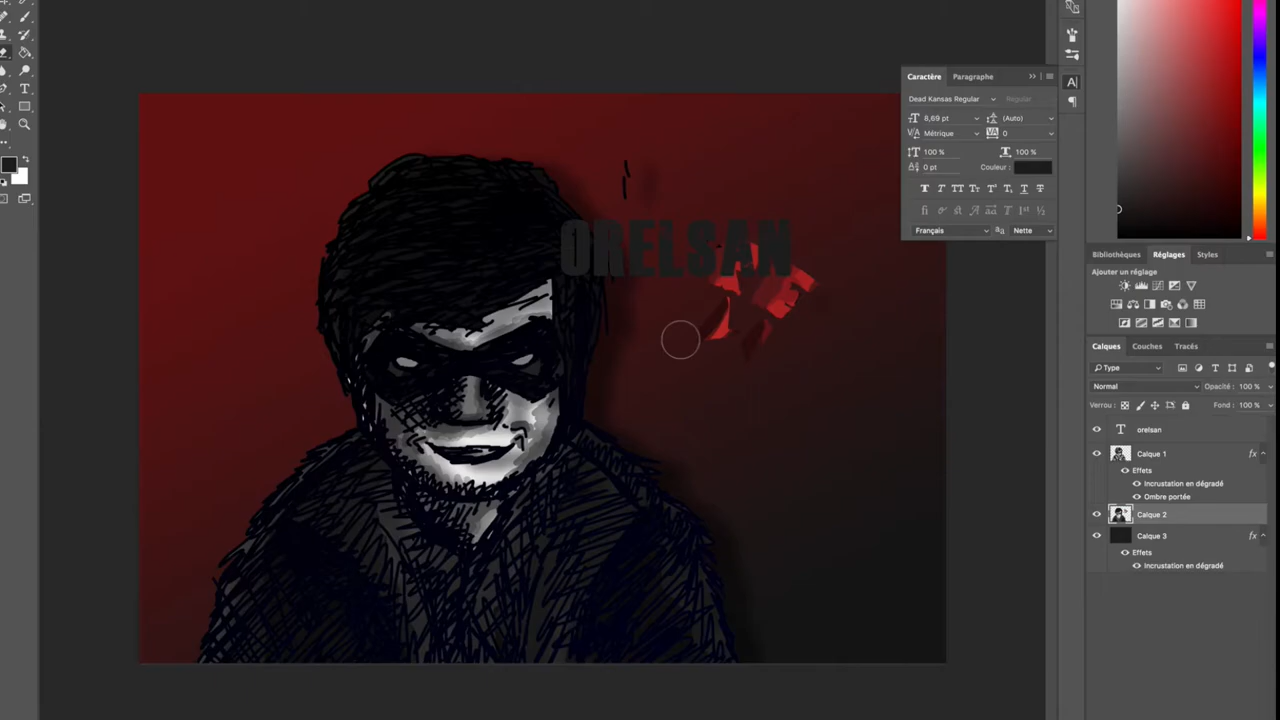 Caractère Paragraphe
Dead Kansas Regular Regular
8,69 pt (Auto)
Métrique 0
100 % 100 %
0 pt Couleur :
Français Nette
ORELSAN
Bibliothèques Réglages Styles
Ajouter un réglage
Calques Couches Tracés
Type
Normal Opacité : 100 %
Verrou : Fond : 100 %
orelsan
Calque 1 fx
Effets
Incrustation en dégradé
Ombre portée
Calque 2
Calque 3 fx
Effets
Incrustation en dégradé